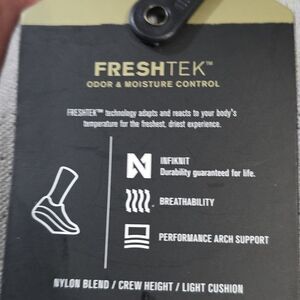 FRESHTEK™
ODOR & MOISTURE CONTROL
FRESHTEK™ technology adapts and reacts to your body's
temperature for the freshest, driest experience.
INFIKNIT
Durability guaranteed for life.
BREATHABILITY
PERFORMANCE ARCH SUPPORT
NYLON BLEND / CREW HEIGHT / LIGHT CUSHION